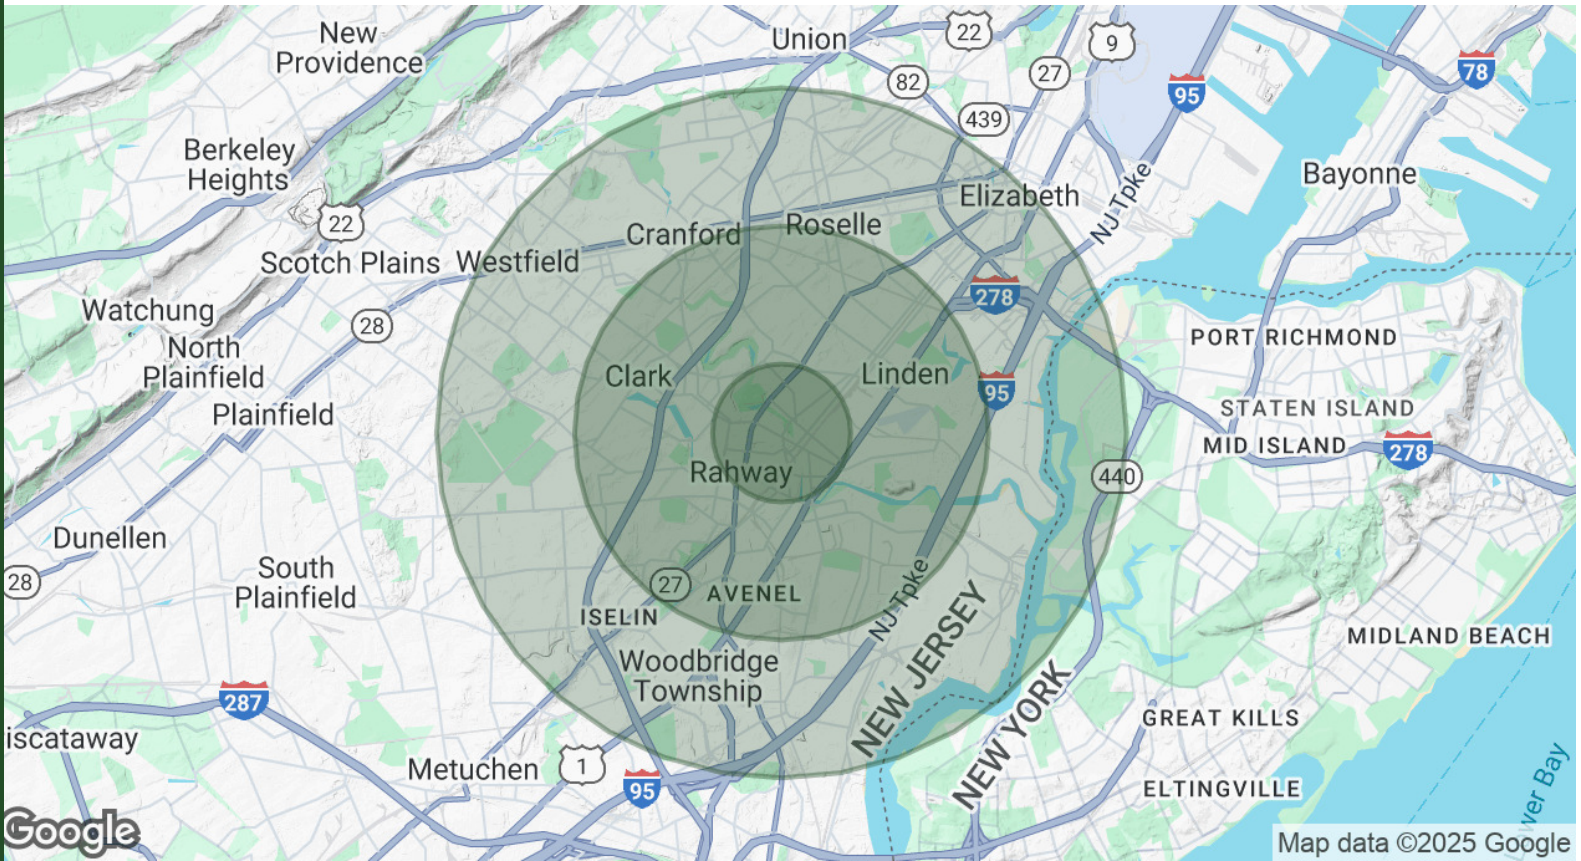 New
Providence
Union
22
9
27
82
78
95
439
Berkeley
Heights
Bayonne
NJ Tpke
Elizabeth
22
Roselle
Cranford
Scotch Plains
Westfield
278
Watchung
28
PORT RICHMOND
North
Plainfield
Clark
Linden
95
Plainfield
STATEN ISLAND
MID ISLAND
278
Rahway
440
Dunellen
28
South
Plainfield
27
AVENEL
NJ Tpke
ISELIN
NEW JERSEY
MIDLAND BEACH
Woodbridge
Township
287
NEW YORK
GREAT KILLS
iscataway
Metuchen
1
95
ELTINGVILLE
wer Bay
Google
Map data ©2025 Google